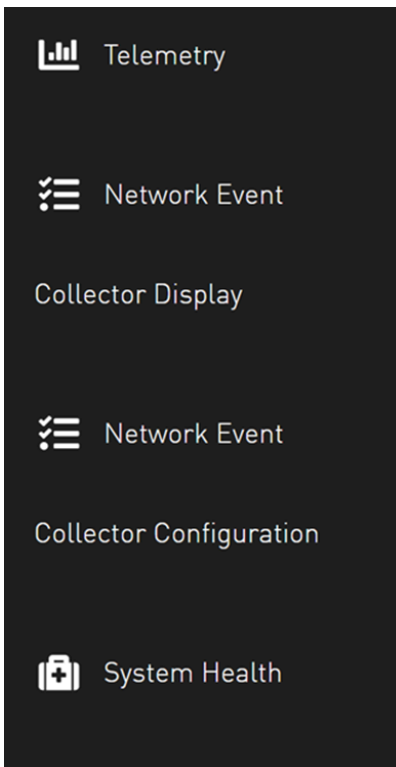 Telemetry
Network Event
Collector Display
Network Event
Collector Configuration
System Health